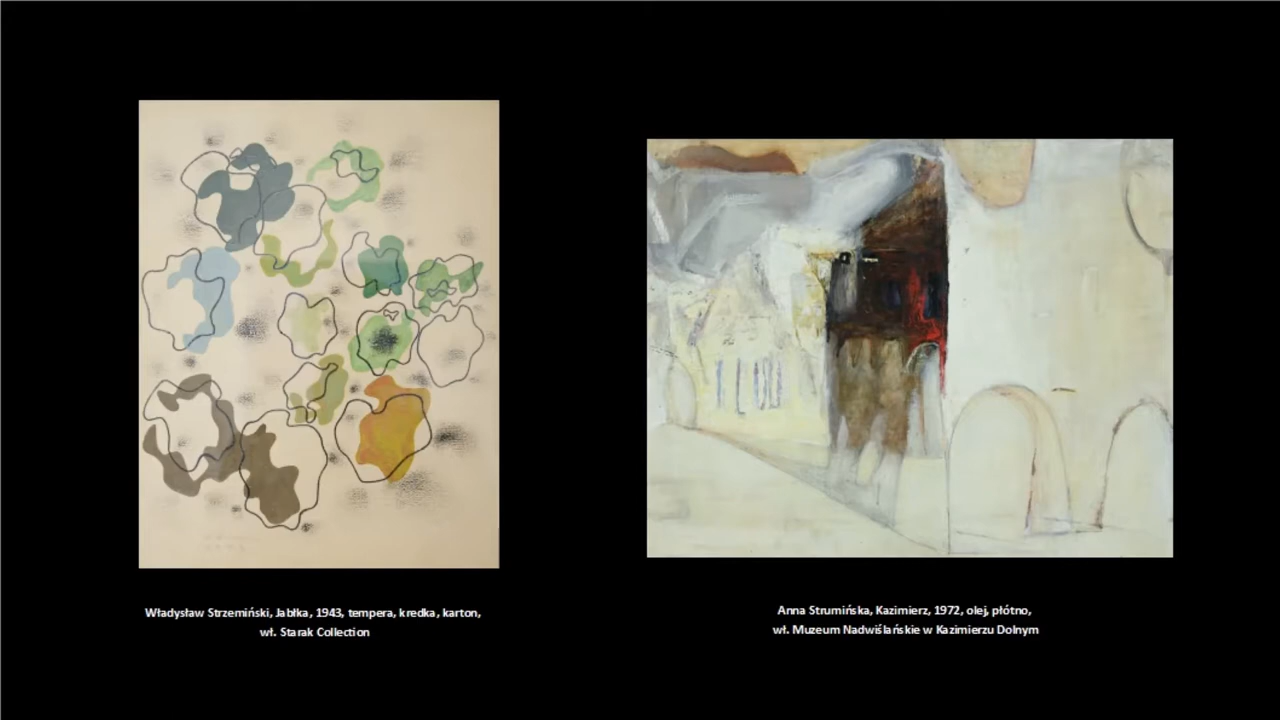 Władysław Strzemiński, Jabłka, 1943, tempera, kredka, karton,
wł. Starak Collection
Anna Strumińska, Kazimierz, 1972, olej, płótno,
wł. Muzeum Nadwiślańskie w Kazimierzu Dolnym